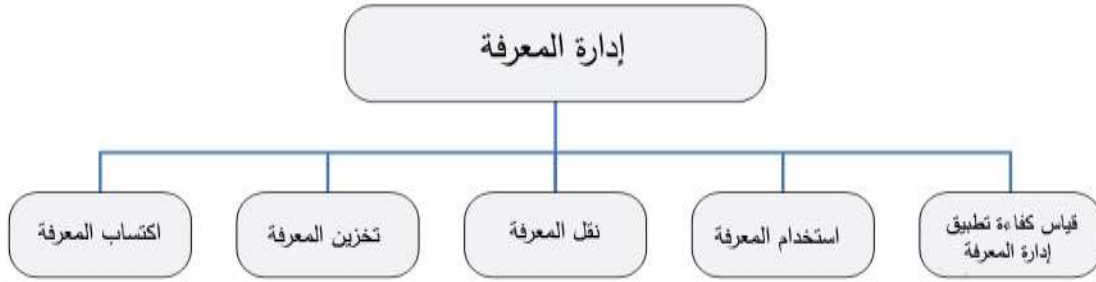 إدارة المعرفة
قياس كفاءة تطبيق
إدارة المعرفة
استخدام المعرفة
نقل المعرفة
تخزين المعرفة
اكتساب المعرفة